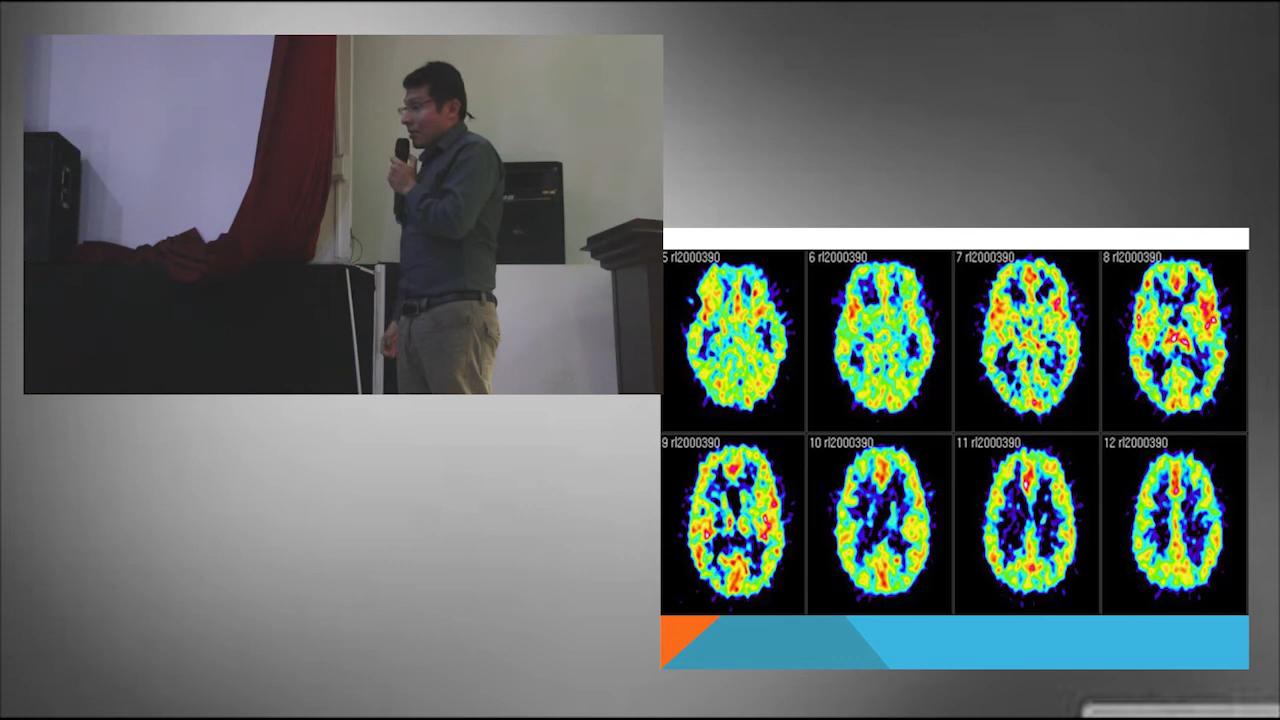 5 rl2000390
6 rl2000390
7 rl2000390
8 rl2000390
9 rl2000390
10 rl2000390
11 rl2000390
12 rl2000390